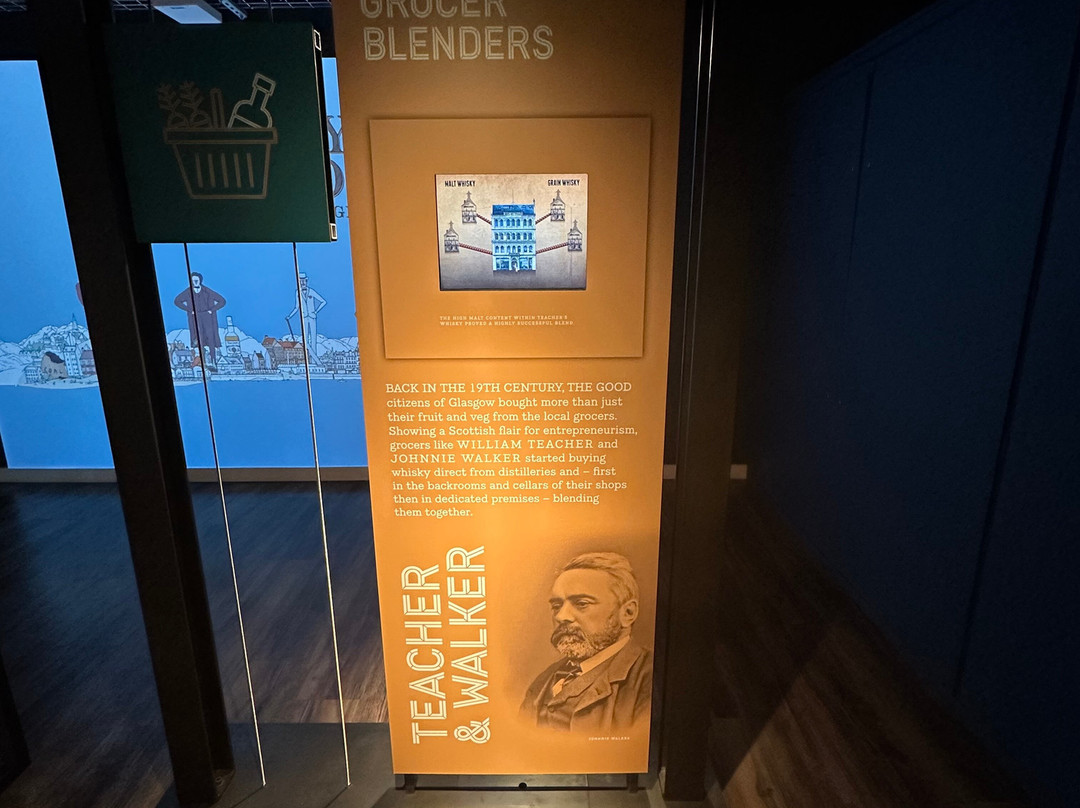 GROCER
BLENDERS
MALT WHISKY
GRAIN WHISKY
THE HIGH MALT CONTENT WITHIN TEACHER'S
WHISKY PROVED A HIGHLY SUCCESSFUL BLEND.
BACK IN THE 19TH CENTURY, THE GOOD
citizens of Glasgow bought more than just
their fruit and veg from the local grocers.
Showing a Scottish flair for entrepreneurism,
grocers like WILLIAM TEACHER and
JOHNNIE WALKER started buying
whisky direct from distilleries and – first
in the backrooms and cellars of their shops
then in dedicated premises – blending
them together.
TEACHER
& WALKER